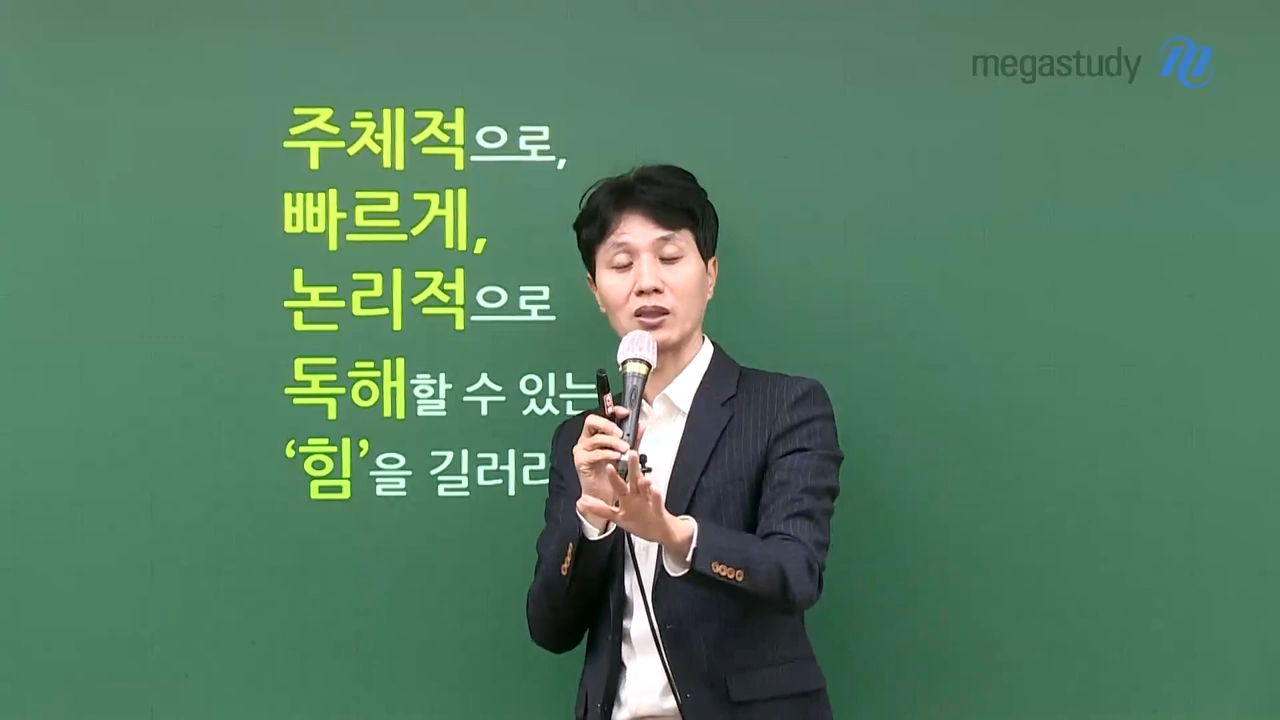 megastudy
주체적으로,
빠르게,
논리적으로
독해할 수 있는
‘힘’을 길러라